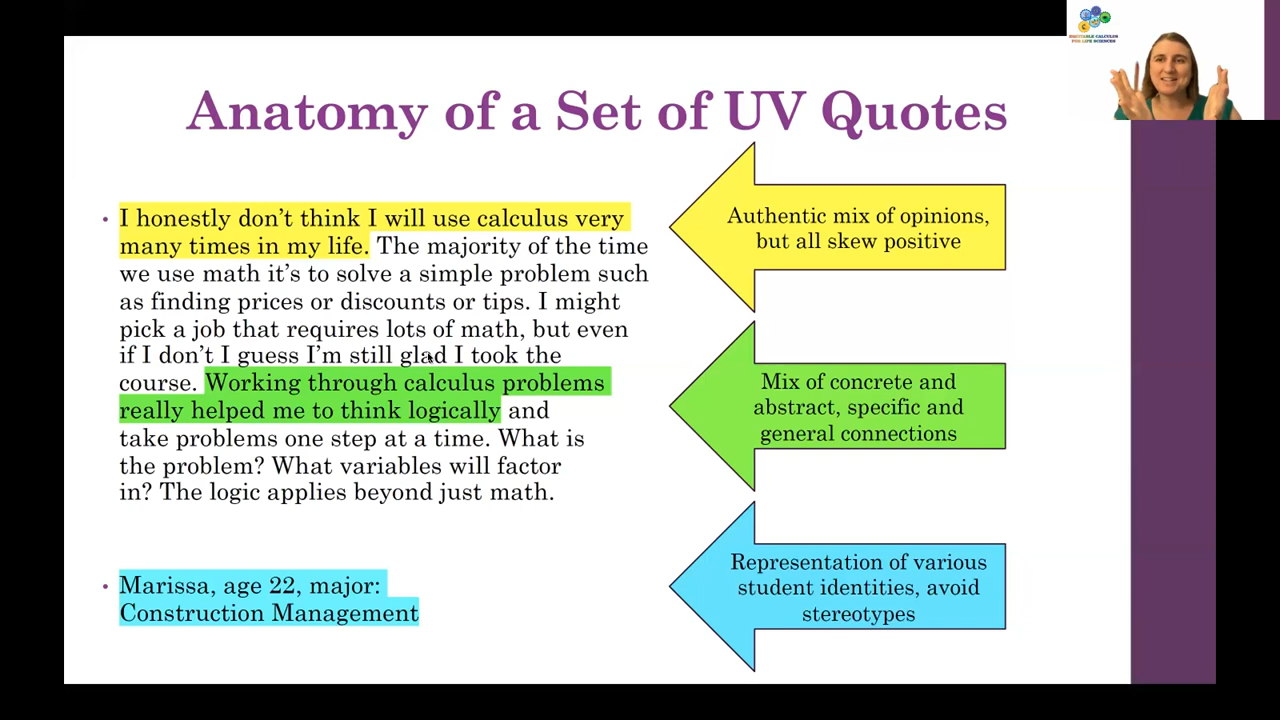 EQUITABLE CALCULUS
FOR LIFE SCIENCES
Anatomy of a Set of UV Quotes
• I honestly don’t think I will use calculus very
many times in my life. The majority of the time
we use math it’s to solve a simple problem such
as finding prices or discounts or tips. I might
pick a job that requires lots of math, but even
if I don’t I guess I’m still glad I took the
course. Working through calculus problems
really helped me to think logically and
take problems one step at a time. What is
the problem? What variables will factor
in? The logic applies beyond just math.
• Marissa, age 22, major:
Construction Management
Authentic mix of opinions,
but all skew positive
Mix of concrete and
abstract, specific and
general connections
Representation of various
student identities, avoid
stereotypes